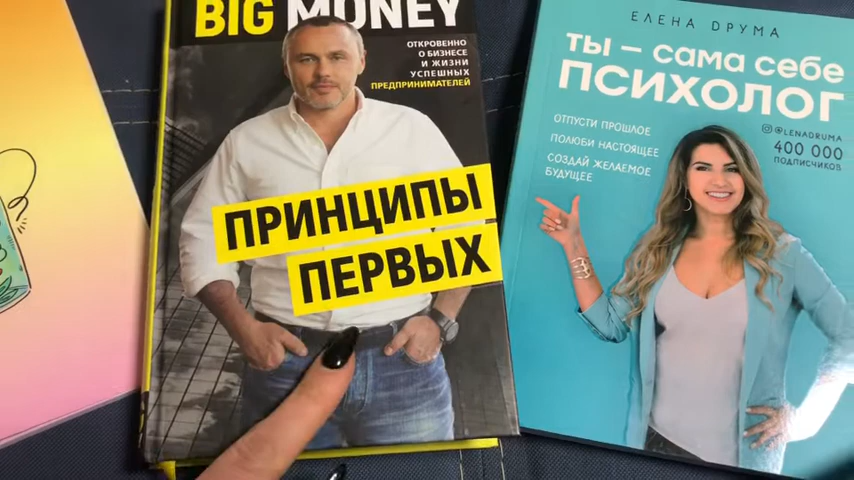 BIG MONEY
ОТКРОВЕННО
О БИЗНЕСЕ
И ЖИЗНИ
УСПЕШНЫХ
ПРЕДПРИНИМАТЕЛЕЙ
ПРИНЦИПЫ
ПЕРВЫХ
ЕЛЕНА DРУМА
ТЫ – сама себе
ПСИХОЛОГ
ОТПУСТИ ПРОШЛОЕ
ПОЛЮБИ НАСТОЯЩЕЕ
СОЗДАЙ ЖЕЛАЕМОЕ
БУДУЩЕЕ
@LENADRUMA
400 000
ПОДПИСЧИКОВ